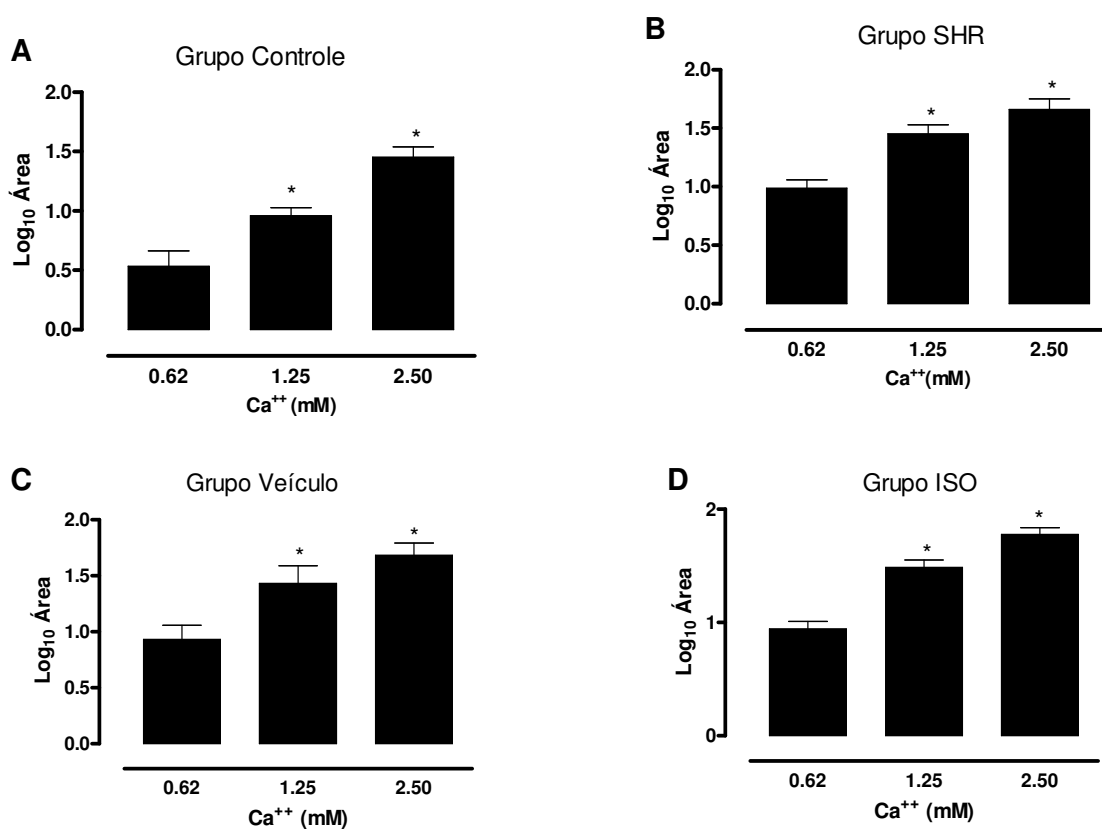 A
Grupo Controle
2.0
1.5
1.0
0.5
0.0
Log10 Área
*
*
0.62 1.25 2.50
Ca++ (mM)
B
Grupo SHR
2.0
1.5
1.0
0.5
0.0
Log10 Área
*
*
0.62 1.25 2.50
Ca++(mM)
C
Grupo Veículo
2.0
1.5
1.0
0.5
0.0
Log10 Área
*
*
0.62 1.25 2.50
Ca++ (mM)
D
Grupo ISO
2
1
0
Log10 Área
*
*
0.62 1.25 2.50
Ca++ (mM)